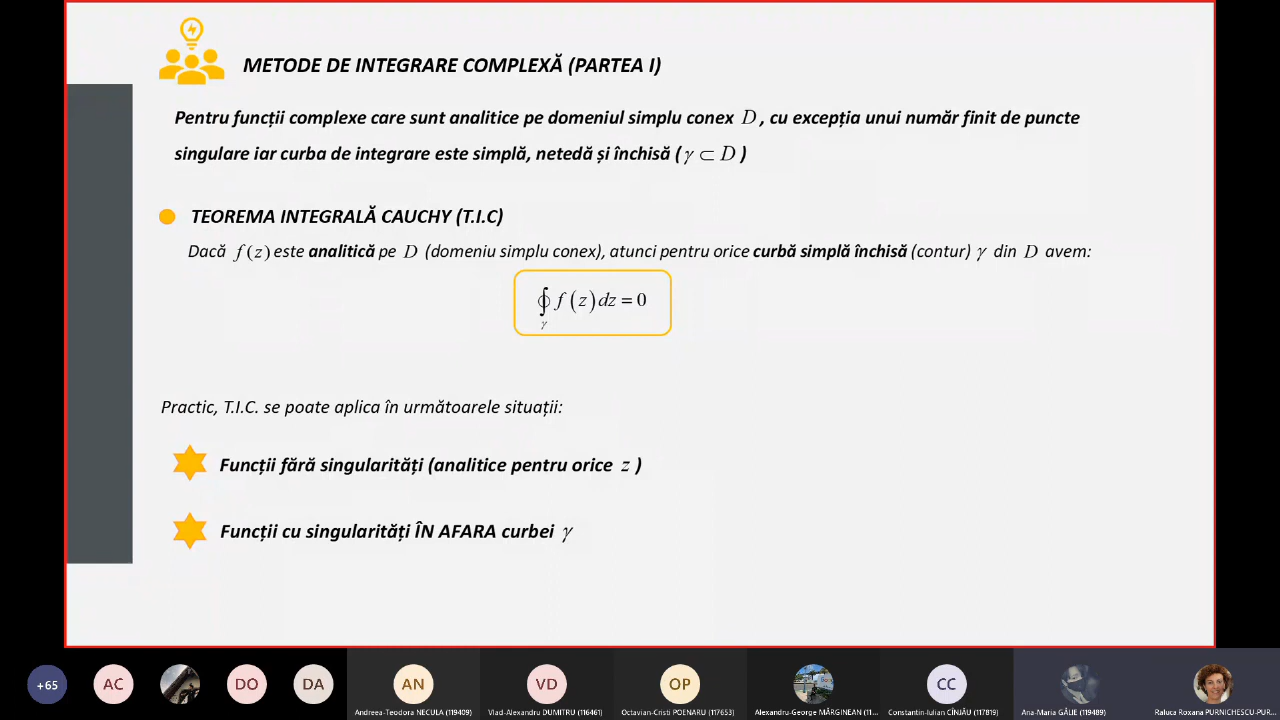 METODE DE INTEGRARE COMPLEXĂ (PARTEA I)
Pentru funcții complexe care sunt analitice pe domeniul simplu conex D , cu excepția unui număr finit de puncte
singulare iar curba de integrare este simplă, netedă și închisă ( γ ⊂ D )
TEOREMA INTEGRALĂ CAUCHY (T.I.C)
Dacă f (z) este analitică pe D (domeniu simplu conex), atunci pentru orice curbă simplă închisă (contur) γ din D avem:
∮γ f (z) dz = 0
Practic, T.I.C. se poate aplica în următoarele situații:
Funcții fără singularități (analitice pentru orice z )
Funcții cu singularități ÎN AFARA curbei γ
+65 AC DO DA AN VD OP CC
Andreea-Teodora NECULA (119409) Vlad-Alexandru DUMITRU (116461) Octavian-Cristi POENARU (117653) Alexandru-George MĂRGINEAN (11... Constantin-Iulian CÎNJĂU (117819) Ana-Maria GĂLIE (119489) Raluca Roxana PURNICHESCU-PUR...